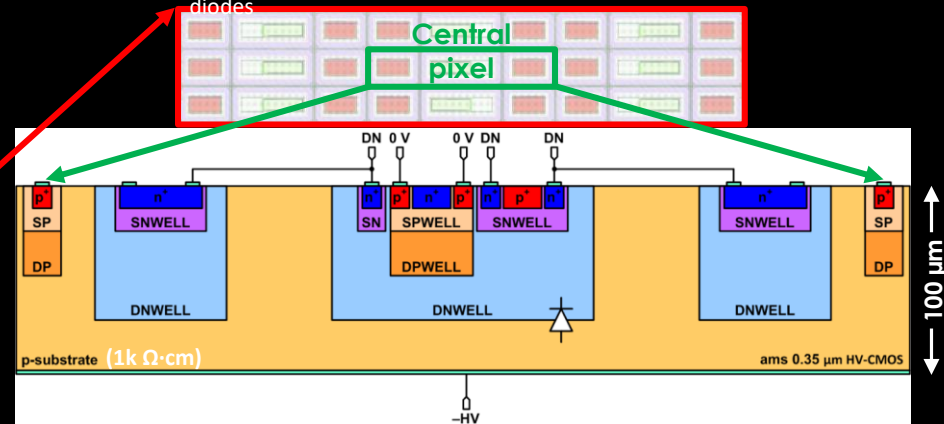 diodes
Central
pixel
DN 0 V 0 V DN DN
p+ n+ n+ p+ n+ p+ n+ p+ n+ n+ p+
SP SNWELL SN SPWELL SNWELL SNWELL SP
DP DPWELL DP
DNWELL DNWELL DNWELL
100 µm
p-substrate (1k Ω·cm) ams 0.35 µm HV-CMOS
–HV